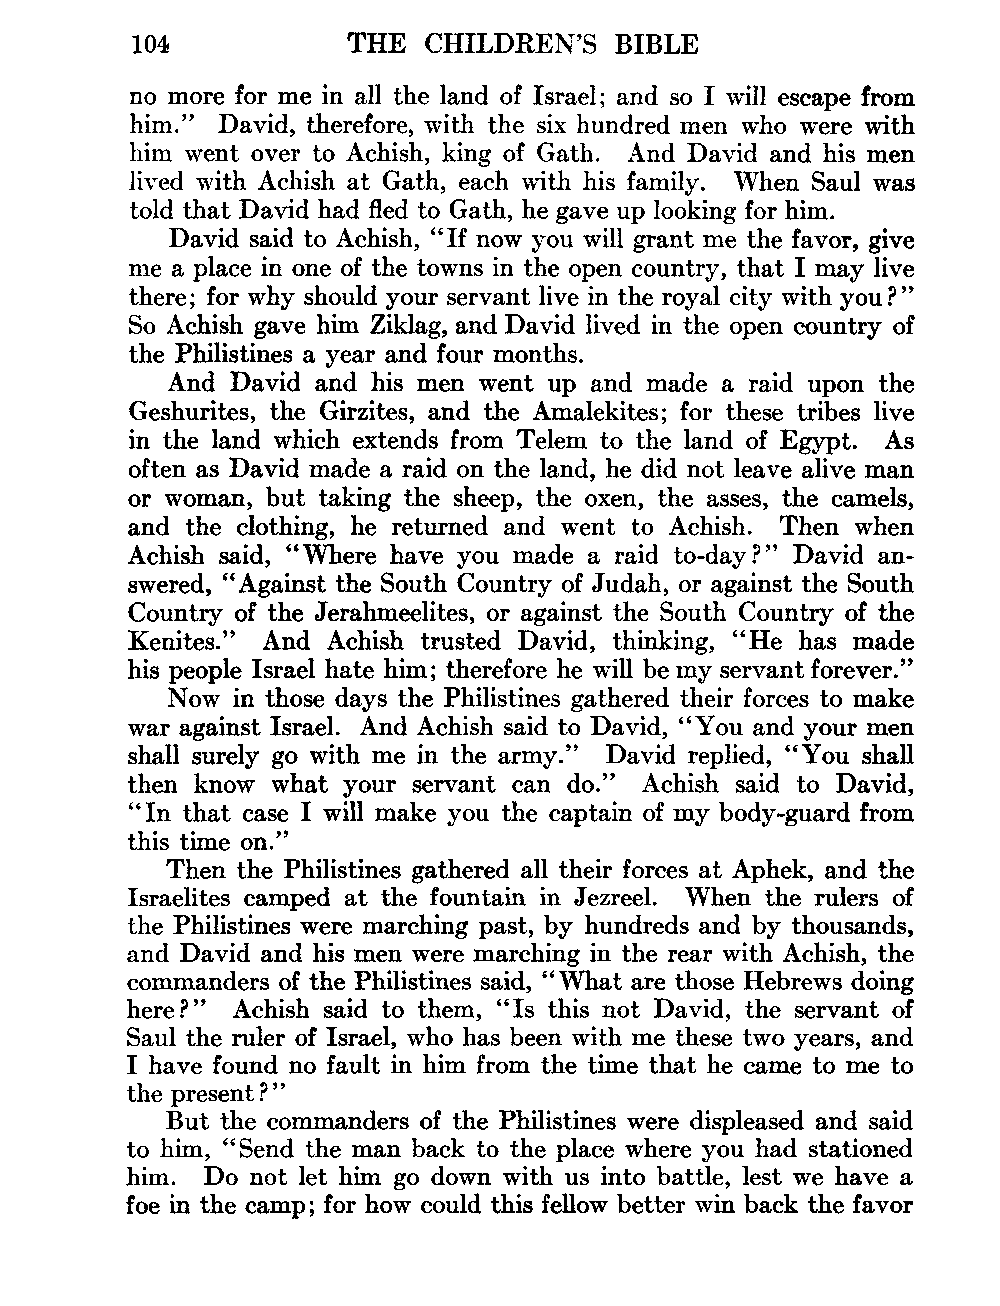 104 THE CHILDREN'S BIBLE
no more for me in all the land of Israel; and so I will escape from
him." David, therefore, with the six hundred men who were with
him went over to Achish, king of Gath. And David and his men
lived with Achish at Gath, each with his family. When Saul was
told that David had fled to Gath, he gave up looking for him.
David said to Achish, "If now you will grant me the favor, give
me a place in one of the towns in the open country, that I may live
there; for why should your servant live in the royal city with you?"
So Achish gave him Ziklag, and David lived in the open country of
the Philistines a year and four months.
And David and his men went up and made a raid upon the
Geshurites, the Girzites, and the Amalekites; for these tribes live
in the land which extends from Telem to the land of Egypt. As
often as David made a raid on the land, he did not leave alive man
or woman, but taking the sheep, the oxen, the asses, the camels,
and the clothing, he returned and went to Achish. Then when
Achish said, "Where have you made a raid to-day?" David an-
swered, "Against the South Country of Judah, or against the South
Country of the Jerahmeelites, or against the South Country of the
Kenites." And Achish trusted David, thinking, "He has made
his people Israel hate him; therefore he will be my servant forever."
Now in those days the Philistines gathered their forces to make
war against Israel. And Achish said to David, "You and your men
shall surely go with me in the army." David replied, "You shall
then know what your servant can do." Achish said to David,
"In that case I will make you the captain of my body-guard from
this time on."
Then the Philistines gathered all their forces at Aphek, and the
Israelites camped at the fountain in Jezreel. When the rulers of
the Philistines were marching past, by hundreds and by thousands,
and David and his men were marching in the rear with Achish, the
commanders of the Philistines said, "What are those Hebrews doing
here?" Achish said to them, "Is this not David, the servant of
Saul the ruler of Israel, who has been with me these two years, and
I have found no fault in him from the time that he came to me to
the present?"
But the commanders of the Philistines were displeased and said
to him, "Send the man back to the place where you had stationed
him. Do not let him go down with us into battle, lest we have a
foe in the camp; for how could this fellow better win back the favor